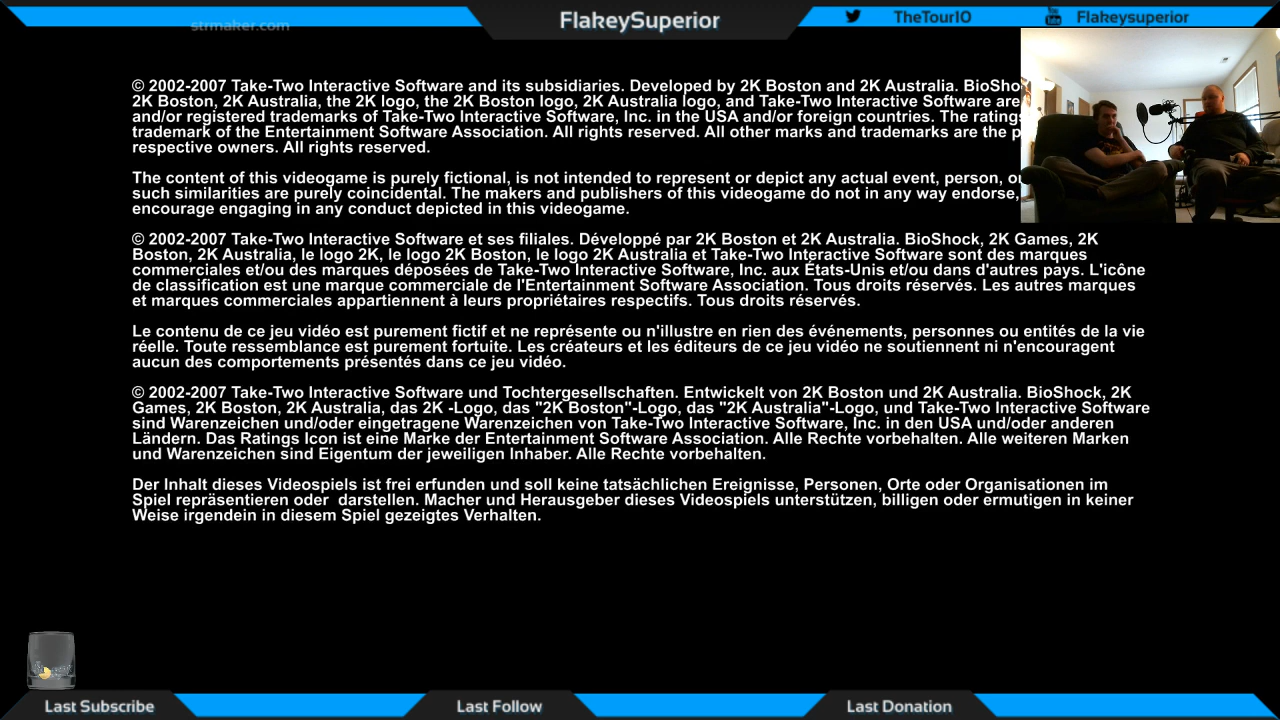 FlakeySuperior
TheTour10
Flakeysuperior
strmaker.com
© 2002-2007 Take-Two Interactive Software and its subsidiaries. Developed by 2K Boston and 2K Australia.
2K Boston, 2K Australia, the 2K logo, the 2K Boston logo, 2K Australia logo, and Take-Two Interactive Software are
and/or registered trademarks of Take-Two Interactive Software, Inc. in the USA and/or foreign countries. The ratings
trademark of the Entertainment Software Association. All rights reserved. All other marks and trademarks are the
respective owners. All rights reserved.
The content of this videogame is purely fictional, is not intended to represent or depict any actual event, person,
such similarities are purely coincidental. The makers and publishers of this videogame do not in any way endorse,
encourage engaging in any conduct depicted in this videogame.
© 2002-2007 Take-Two Interactive Software et ses filiales. Développé par 2K Boston et 2K Australia. BioShock, 2K Games, 2K
Boston, 2K Australia, le logo 2K, le logo 2K Boston, le logo 2K Australia et Take-Two Interactive Software sont des marques
commerciales et/ou des marques déposées de Take-Two Interactive Software, Inc. aux États-Unis et/ou dans d'autres pays. L'icône
de classification est une marque commerciale de l'Entertainment Software Association. Tous droits réservés. Les autres marques
et marques commerciales appartiennent à leurs propriétaires respectifs. Tous droits réservés.
Le contenu de ce jeu vidéo est purement fictif et ne représente ou n'illustre en rien des événements, personnes ou entités de la vie
réelle. Toute ressemblance est purement fortuite. Les créateurs et les éditeurs de ce jeu vidéo ne soutiennent ni n'encouragent
aucun des comportements présentés dans ce jeu vidéo.
© 2002-2007 Take-Two Interactive Software und Tochtergesellschaften. Entwickelt von 2K Boston und 2K Australia. BioShock, 2K
Games, 2K Boston, 2K Australia, das 2K -Logo, das "2K Boston"-Logo, das "2K Australia"-Logo, und Take-Two Interactive Software
sind Warenzeichen und/oder eingetragene Warenzeichen von Take-Two Interactive Software, Inc. in den USA und/oder anderen
Ländern. Das Ratings Icon ist eine Marke der Entertainment Software Association. Alle Rechte vorbehalten. Alle weiteren Marken
und Warenzeichen sind Eigentum der jeweiligen Inhaber. Alle Rechte vorbehalten.
Der Inhalt dieses Videospiels ist frei erfunden und soll keine tatsächlichen Ereignisse, Personen, Orte oder Organisationen im
Spiel repräsentieren oder darstellen. Macher und Herausgeber dieses Videospiels unterstützen, billigen oder ermutigen in keiner
Weise irgendein in diesem Spiel gezeigtes Verhalten.
Last Subscribe
Last Follow
Last Donation